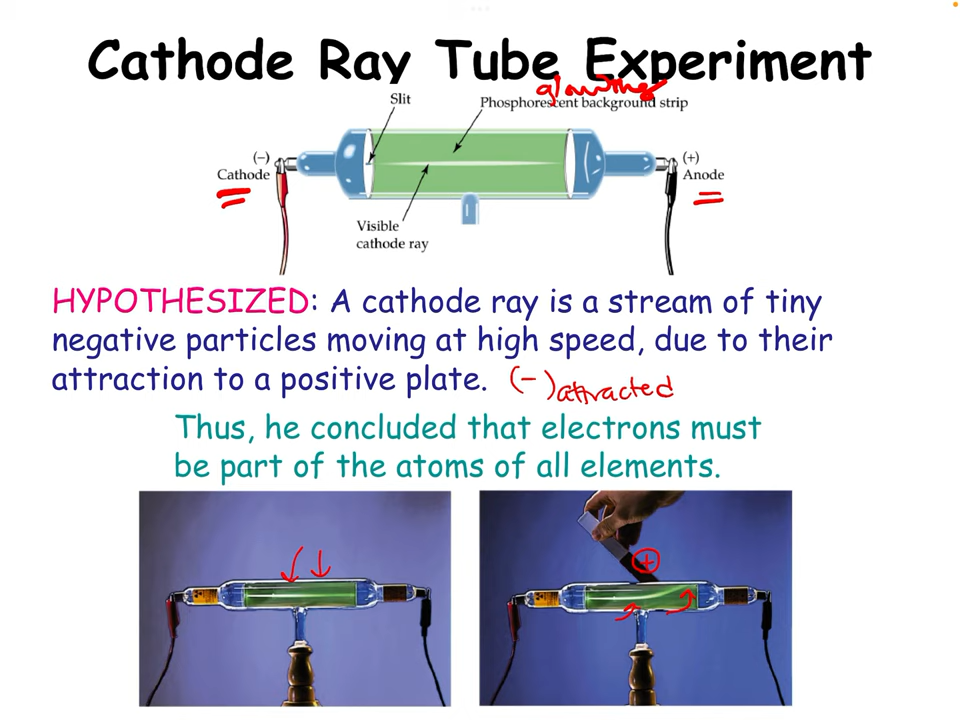 Cathode Ray Tube Experiment
glowing
Slit
Phosphorescent background strip
(−)
Cathode
(+)
Anode
Visible
cathode ray
HYPOTHESIZED: A cathode ray is a stream of tiny
negative particles moving at high speed, due to their
attraction to a positive plate. (-) attracted
Thus, he concluded that electrons must
be part of the atoms of all elements.
+